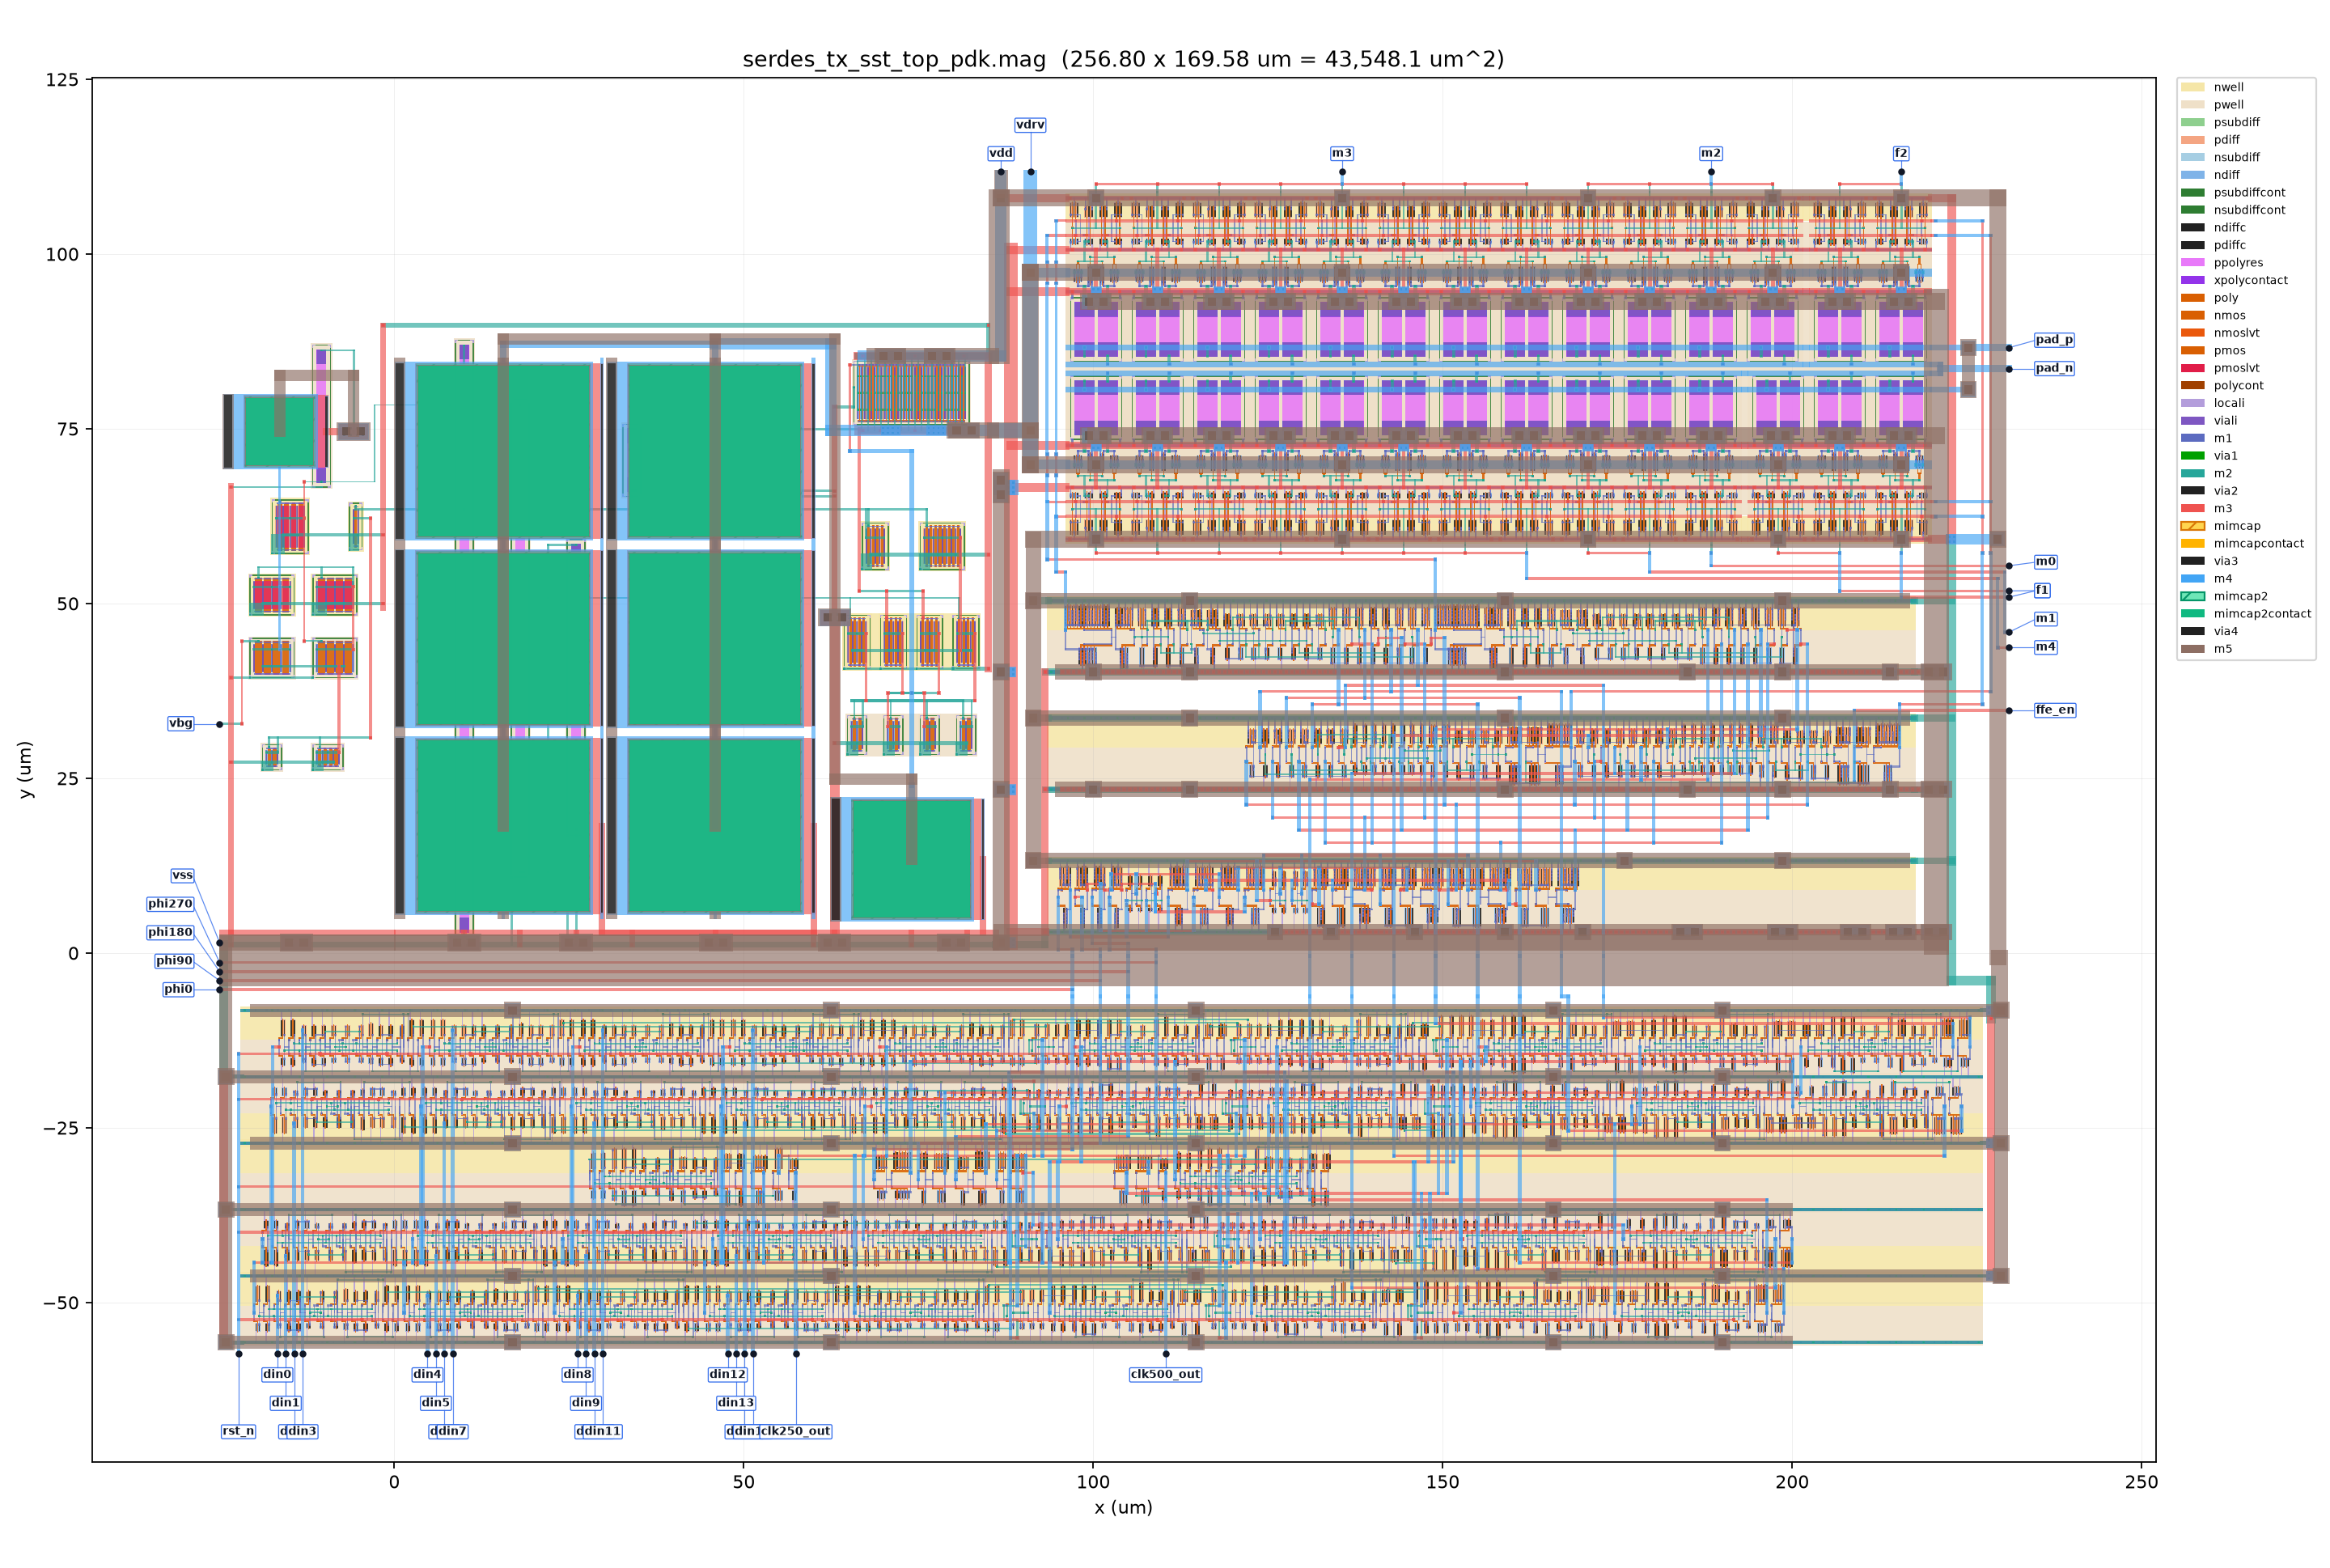 serdes_tx_sst_top_pdk.mag (256.80 x 169.58 um = 43,548.1 um^2)
125
100
75
50
25
0
−25
−50
y (um)
0
50
100
150
200
250
x (um)
vdrv
vdd
m3
m2
f2
pad_p
pad_n
m0
f1
m1
m4
ffe_en
vbg
vss
phi270
phi180
phi90
phi0
din0
din4
din8
din12
clk500_out
din1
din5
din9
din13
rst_n
ddin3
ddin7
ddin11
clk250_out
nwell
pwell
psubdiff
pdiff
nsubdiff
ndiff
psubdiffcont
nsubdiffcont
ndiffc
pdiffc
ppolyres
xpolycontact
poly
nmos
nmoslvt
pmos
pmoslvt
polycont
locali
viali
m1
via1
m2
via2
m3
mimcap
mimcapcontact
via3
m4
mimcap2
mimcap2contact
via4
m5